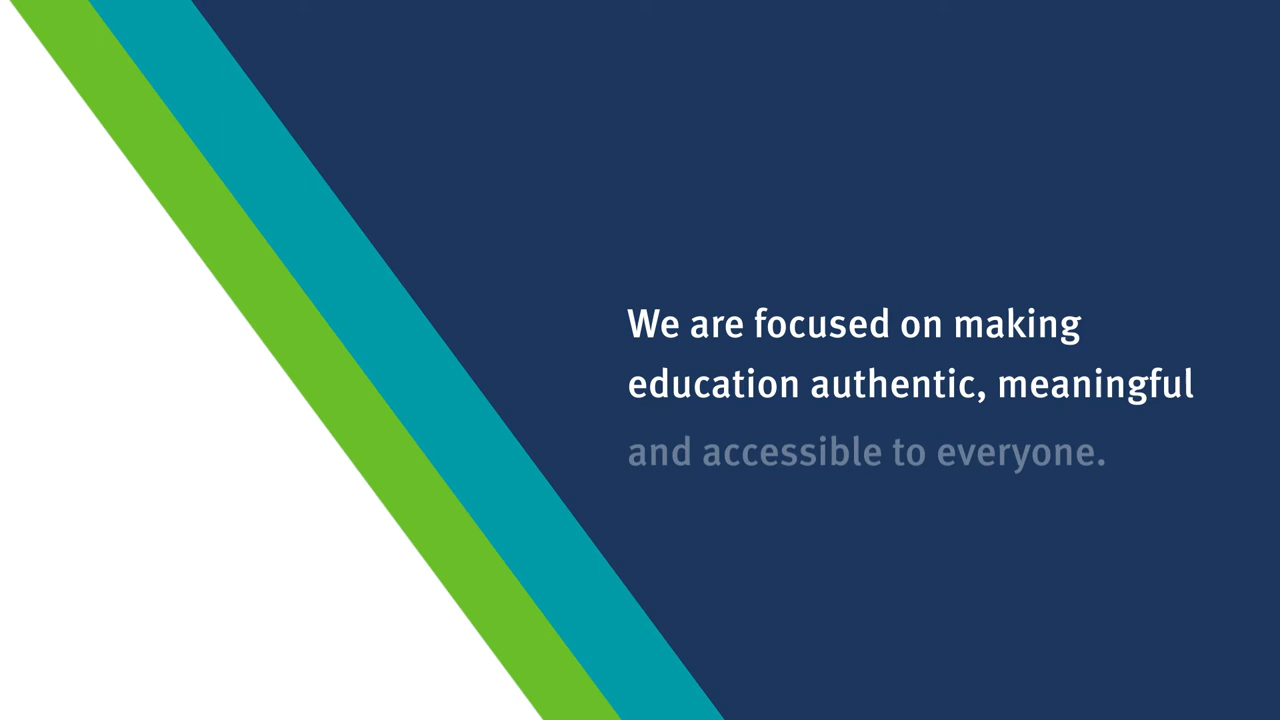 We are focused on making
education authentic, meaningful
and accessible to everyone.